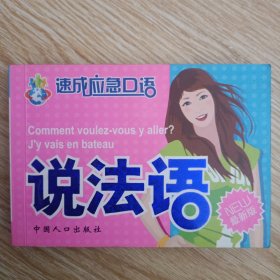 速成应急口语
Comment voulez-vous y aller?
J'y vais en bateau
说法语
NEW
最新版
中国人口出版社